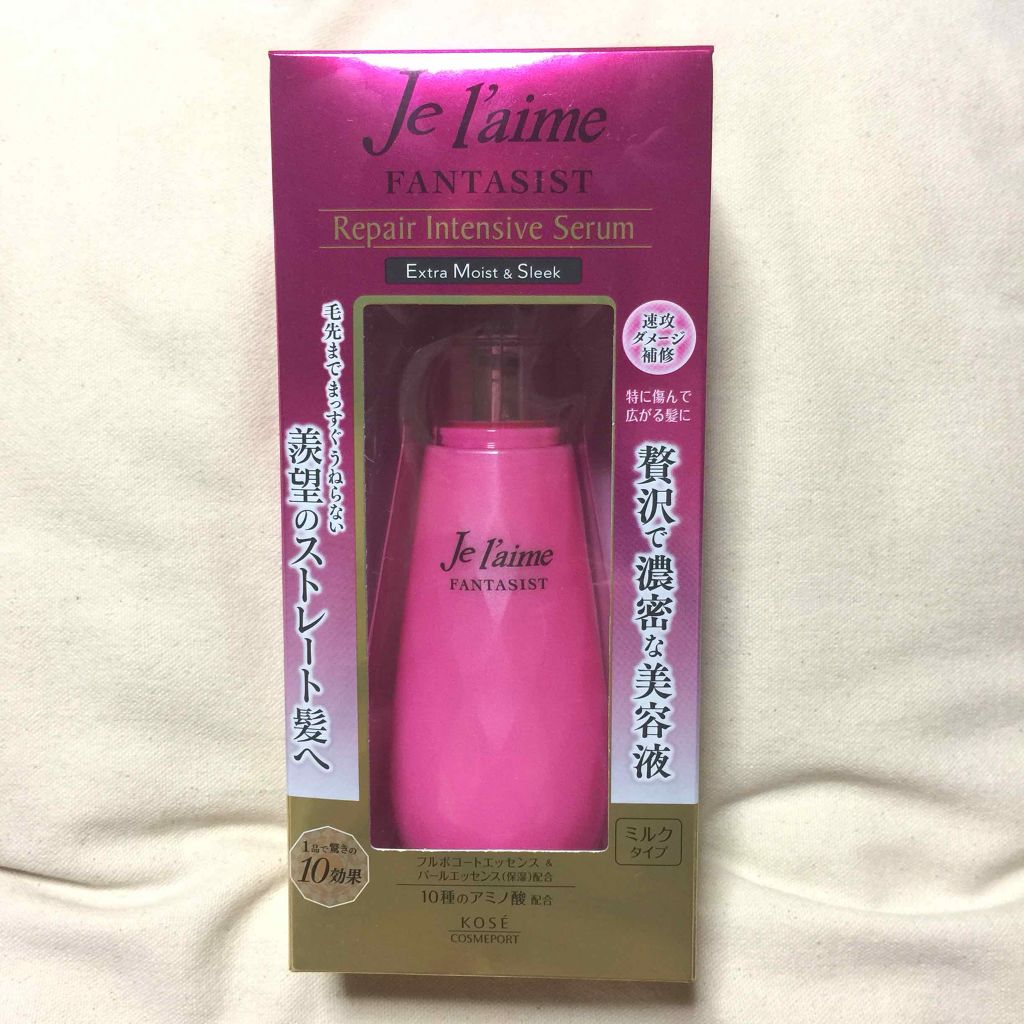 Je l'aime
FANTASIST
Repair Intensive Serum
Extra Moist & Sleek
毛先までまっすぐうねらない
羨望のストレート髪へ
速攻
ダメージ
補修
特に傷んで
広がる髪に
贅沢で濃密な美容液
Je l'aime
FANTASIST
1品で驚きの
10効果
ミルク
タイプ
フルボコートエッセンス &
パールエッセンス(保湿)配合
10種のアミノ酸 配合
KOSÉ
COSMEPORT